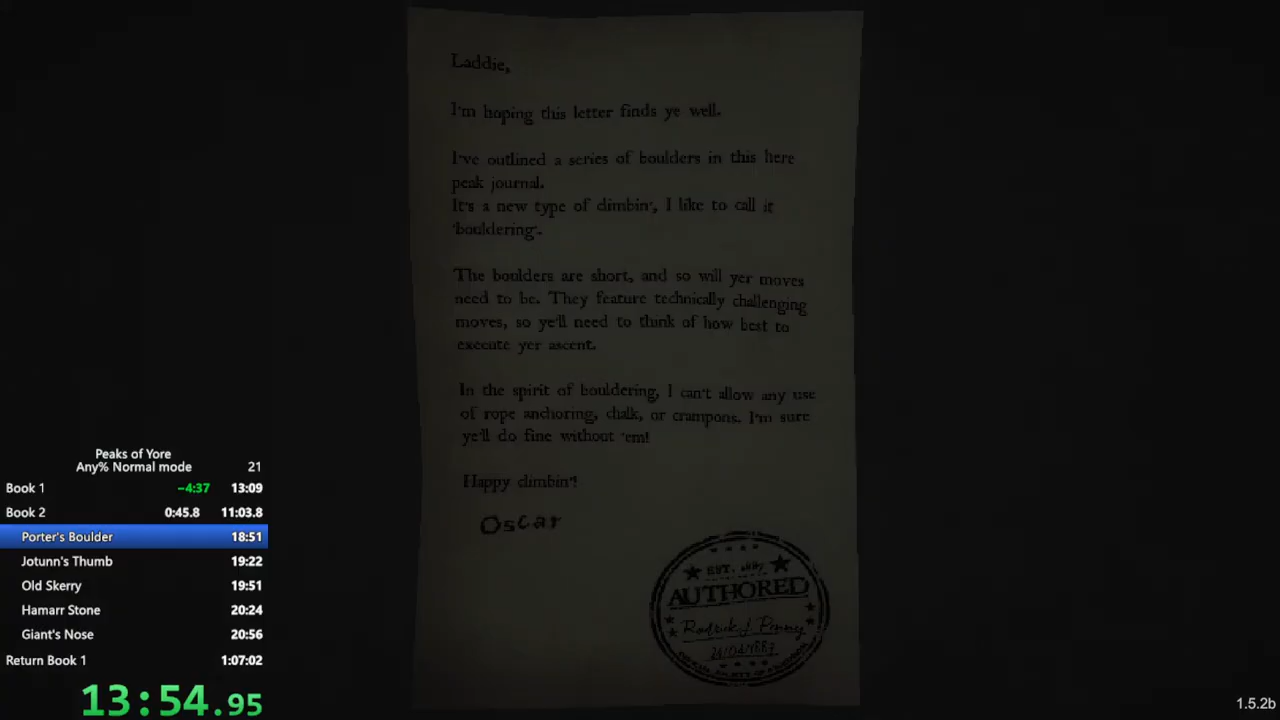 Laddie,
I'm hoping this letter finds ye well.
I've outlined a series of boulders in this here
peak journal.
It's a new type of climbin', I like to call it
'bouldering'.
The boulders are short, and so will yer moves
need to be. They feature technically challenging
moves, so ye'll need to think of how best to
execute yer ascent.
In the spirit of bouldering, I can't allow any use
of rope anchoring, chalk, or crampons. I'm sure
ye'll do fine without 'em!
Happy climbin'!
Oscar
EST.
AUTHORED
Peaks of Yore
Any% Normal mode 21
Book 1 -4:37 13:09
Book 2 0:45.8 11:03.8
Porter's Boulder 18:51
Jotunn's Thumb 19:22
Old Skerry 19:51
Hamarr Stone 20:24
Giant's Nose 20:56
Return Book 1 1:07:02
13:54.95
1.5.2b